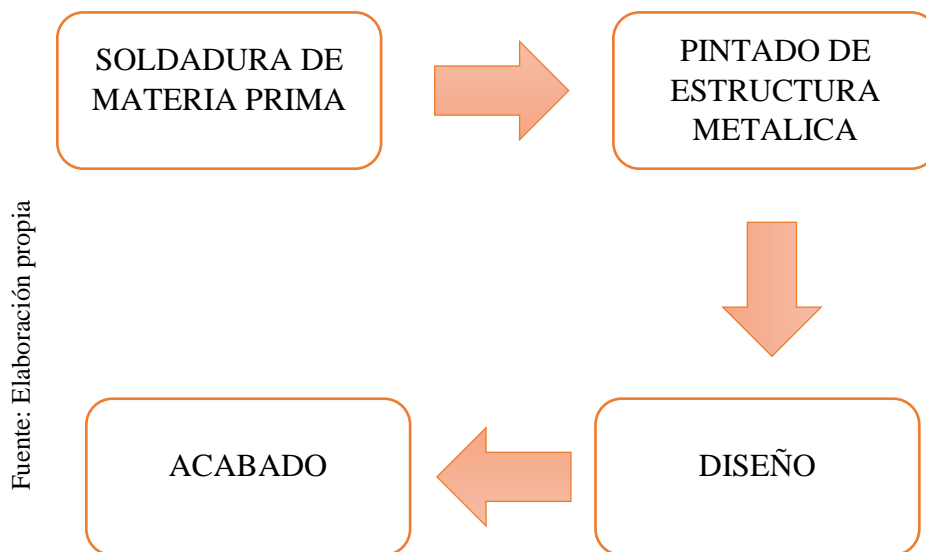 SOLDADURA DE
MATERIA PRIMA
PINTADO DE
ESTRUCTURA
METALICA
DISEÑO
ACABADO
Fuente: Elaboración propia